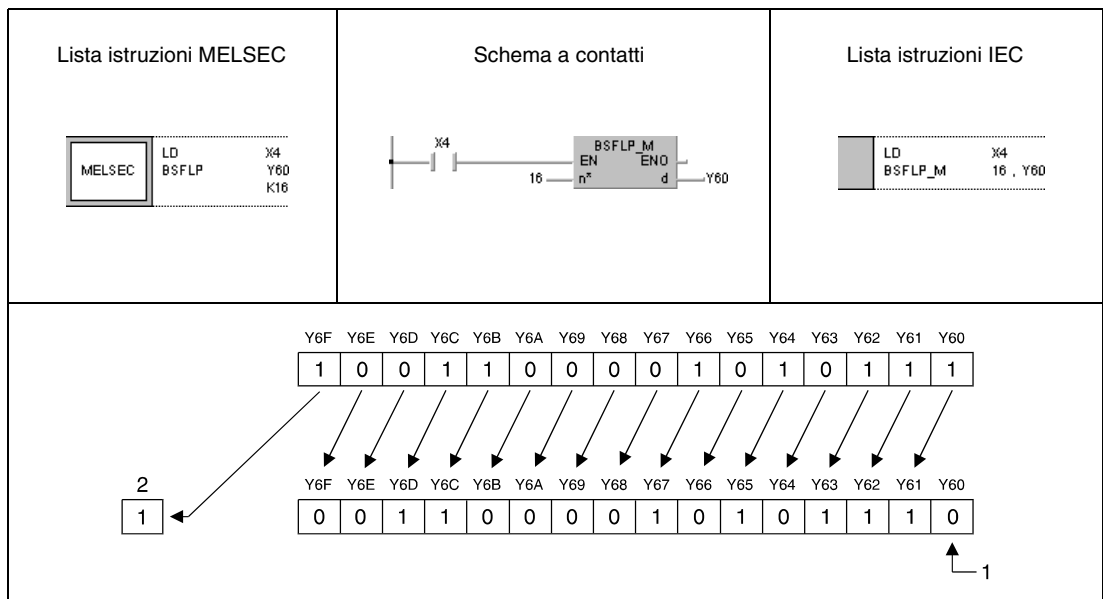 Lista istruzioni MELSEC
Schema a contatti
Lista istruzioni IEC
MELSEC
LD X4
BSFLP Y60
K16
X4
BSFLP_M
EN ENO
16 n* d Y60
LD X4
BSFLP_M 16 , Y60
Y6F Y6E Y6D Y6C Y6B Y6A Y69 Y68 Y67 Y66 Y65 Y64 Y63 Y62 Y61 Y60
1 0 0 1 1 0 0 0 0 1 0 1 0 1 1 1
2
Y6F Y6E Y6D Y6C Y6B Y6A Y69 Y68 Y67 Y66 Y65 Y64 Y63 Y62 Y61 Y60
1
0 0 1 1 0 0 0 0 1 0 1 0 1 1 1 0
1